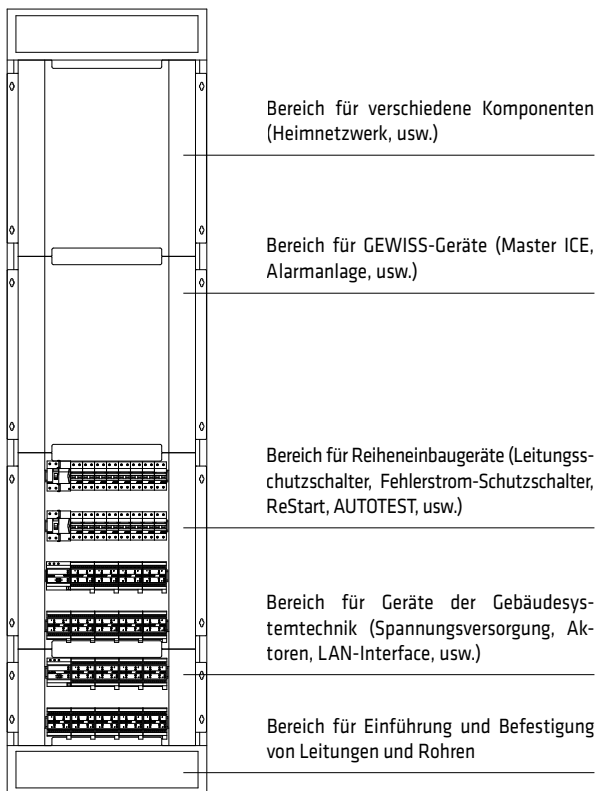 Bereich für verschiedene Komponenten
(Heimnetzwerk, usw.)
Bereich für GEWISS-Geräte (Master ICE,
Alarmanlage, usw.)
Bereich für Reiheneinbaugeräte (Leitungss-
chutzschalter, Fehlerstrom-Schutzschalter,
ReStart, AUTOTEST, usw.)
Bereich für Geräte der Gebäudesys-
temtechnik (Spannungsversorgung, Ak-
toren, LAN-Interface, usw.)
Bereich für Einführung und Befestigung
von Leitungen und Rohren